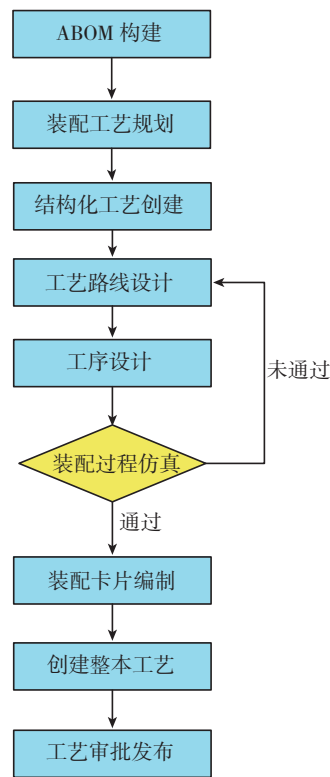 ABOM 构建
装配工艺规划
结构化工艺创建
工艺路线设计
工序设计
未通过
装配过程仿真
通过
装配卡片编制
创建整本工艺
工艺审批发布